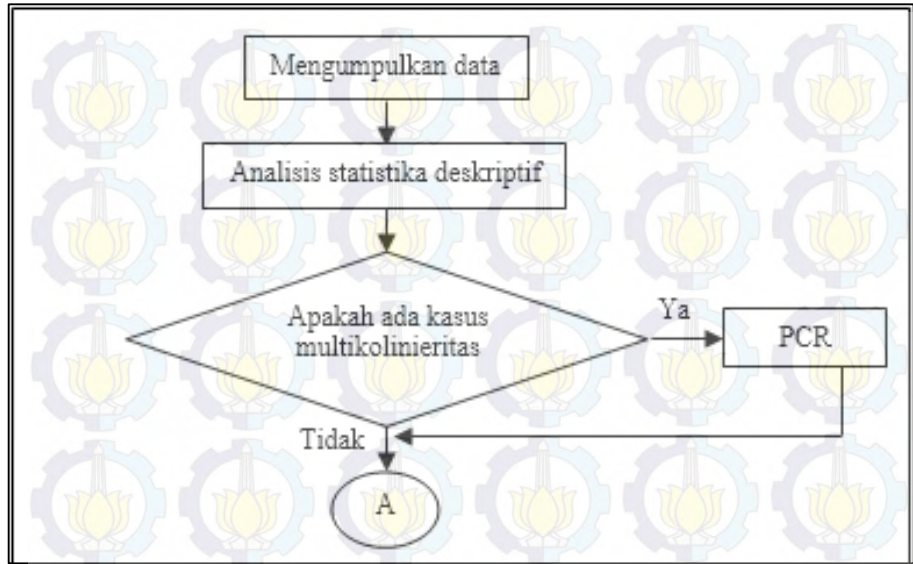 Mengumpulkan data
Analisis statistika deskriptif
Apakah ada kasus
multikolinieritas
Ya
PCR
Tidak
A